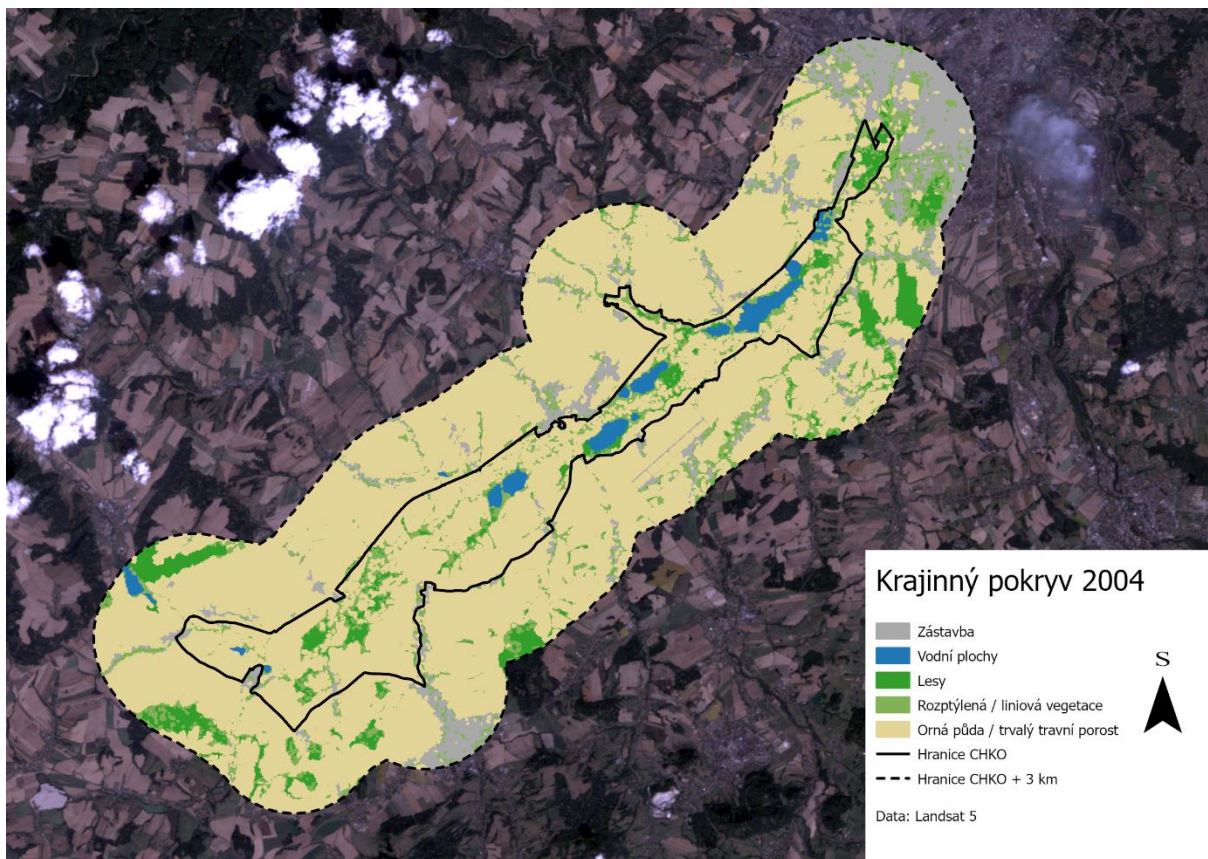 Krajinný pokryv 2004
Zástavba
Vodní plochy
Lesy
Rozptýlená / liniová vegetace
Orná půda / trvalý travní porost
Hranice CHKO
Hranice CHKO + 3 km
Data: Landsat 5
S